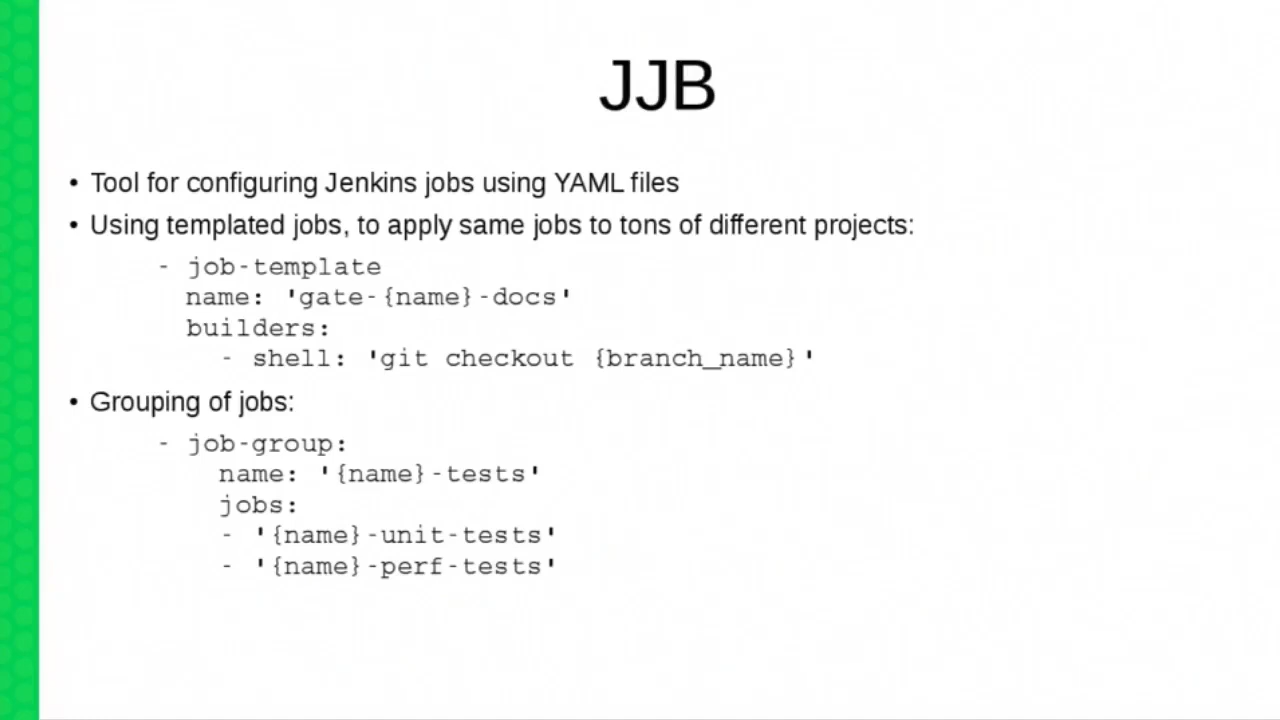 JJB
• Tool for configuring Jenkins jobs using YAML files
• Using templated jobs, to apply same jobs to tons of different projects:
- job-template
name: 'gate-{name}-docs'
builders:
- shell: 'git checkout {branch_name}'
• Grouping of jobs:
- job-group:
name: '{name}-tests'
jobs:
- '{name}-unit-tests'
- '{name}-perf-tests'